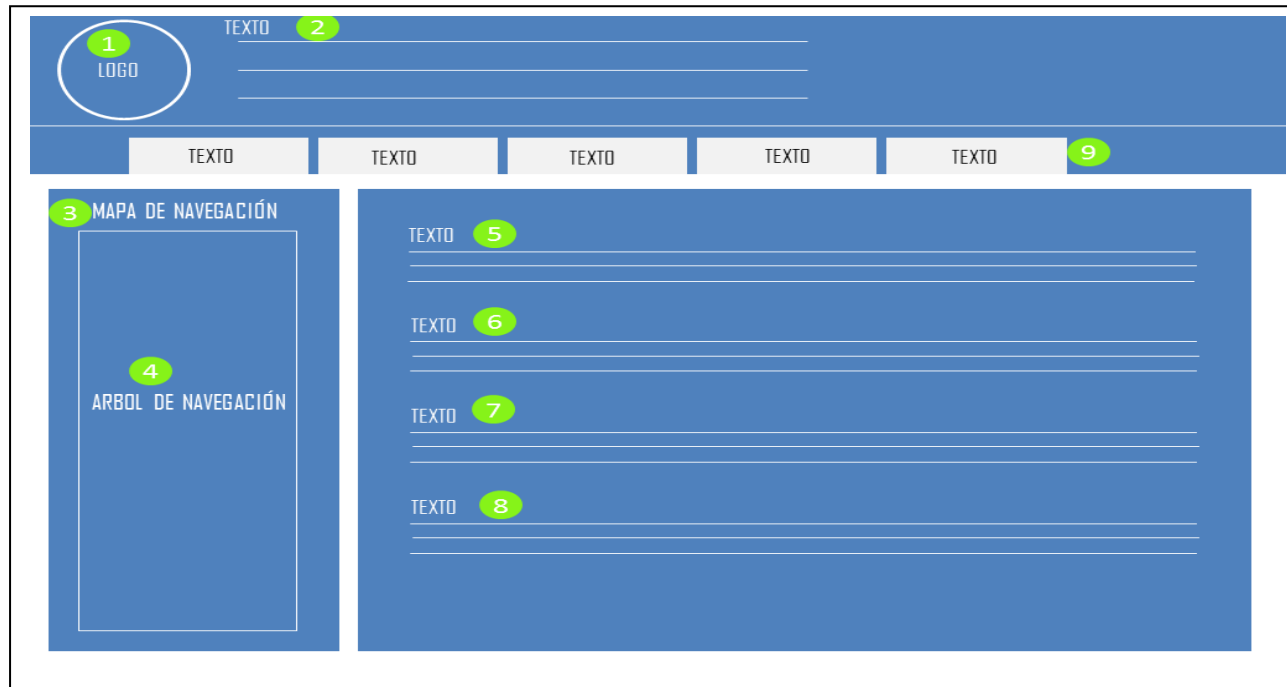 TEXTO 2
1
LOGO
TEXTO TEXTO TEXTO TEXTO TEXTO 9
3 MAPA DE NAVEGACIÓN
4
ARBOL DE NAVEGACIÓN
TEXTO 5
TEXTO 6
TEXTO 7
TEXTO 8